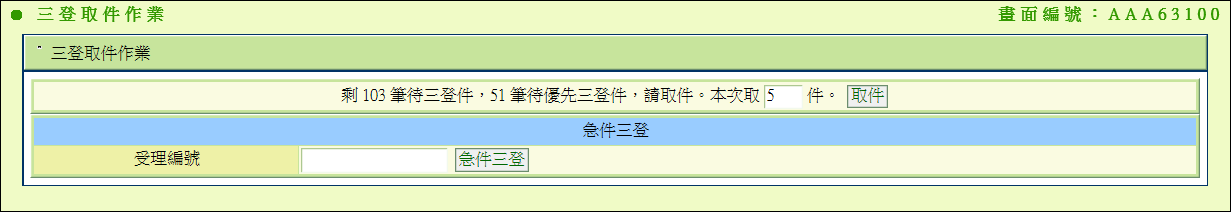 ● 三登取件作業 畫面編號：AAA63100
三登取件作業
剩 103 筆待三登件，51 筆待優先三登件，請取件。本次取 5 件。 取件
急件三登
受理編號 急件三登